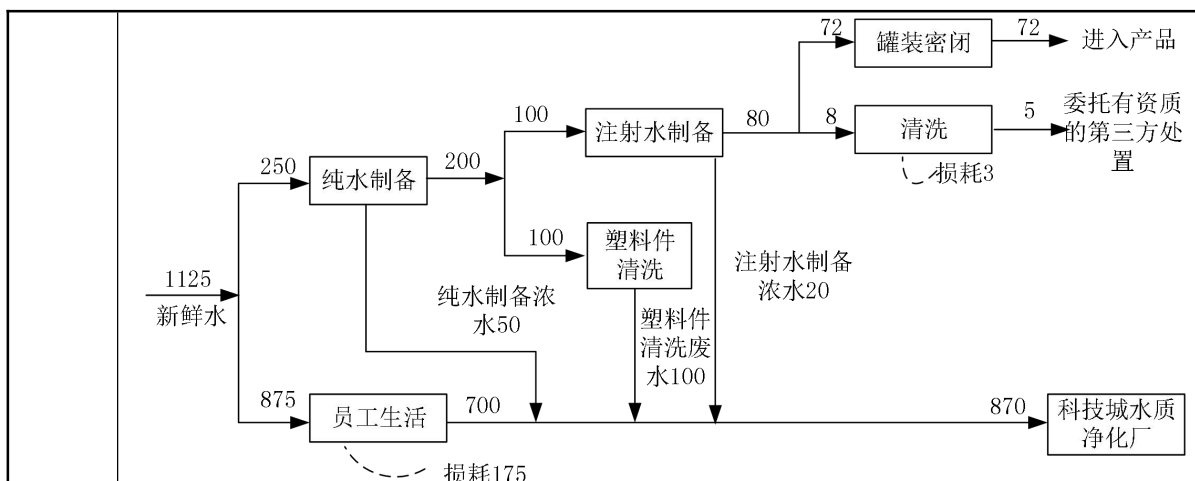 72
罐装密闭
72
进入产品
100
注射水制备
80
8
清洗
5
委托有资质
的第三方处
置
损耗3
250
纯水制备
200
100
塑料件
清洗
注射水制备
浓水20
1125
新鲜水
纯水制备浓
水50
塑料件
清洗废
水100
875
员工生活
700
870
科技城水质
净化厂
损耗175